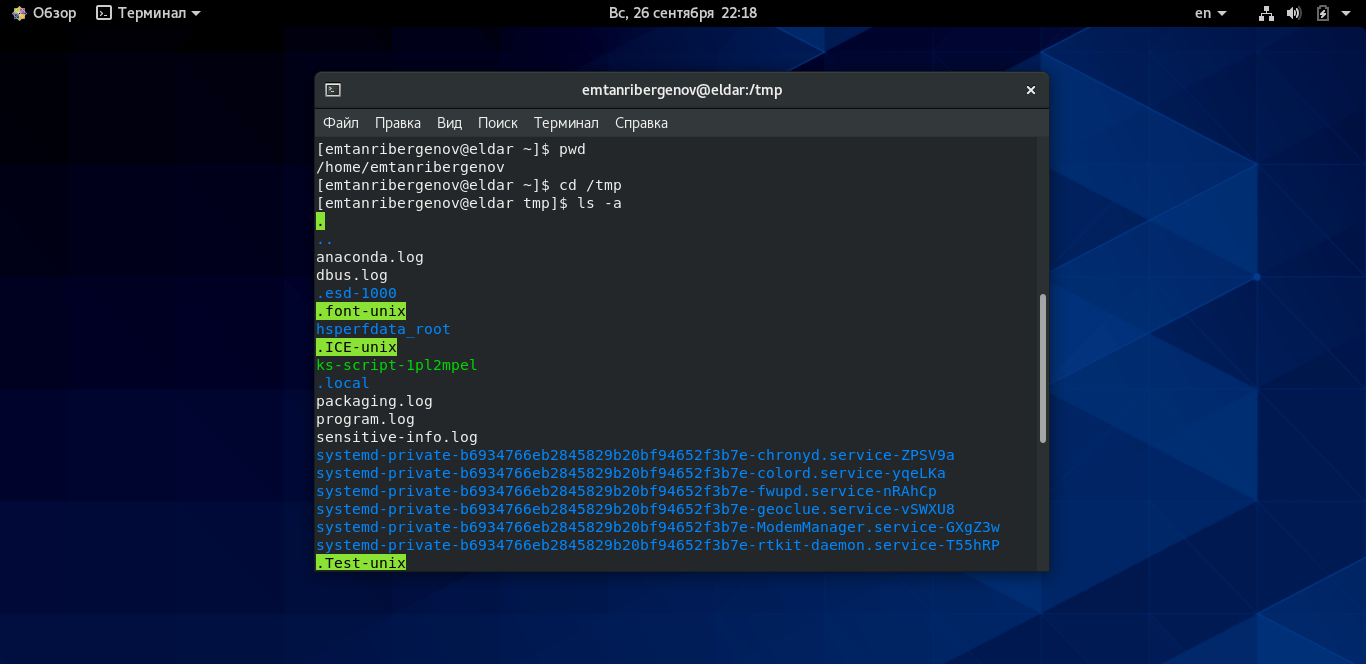 Обзор Терминал Вс, 26 сентября 22:18 en
emtanribergenov@eldar:/tmp
Файл Правка Вид Поиск Терминал Справка
[emtanribergenov@eldar ~]$ pwd
/home/emtanribergenov
[emtanribergenov@eldar ~]$ cd /tmp
[emtanribergenov@eldar tmp]$ ls -a
.
..
anaconda.log
dbus.log
.esd-1000
.font-unix
hsperfdata_root
.ICE-unix
ks-script-1pl2mpel
.local
packaging.log
program.log
sensitive-info.log
systemd-private-b6934766eb2845829b20bf94652f3b7e-chronyd.service-ZPSV9a
systemd-private-b6934766eb2845829b20bf94652f3b7e-colord.service-yqeLKa
systemd-private-b6934766eb2845829b20bf94652f3b7e-fwupd.service-nRAhCp
systemd-private-b6934766eb2845829b20bf94652f3b7e-geoclue.service-vSWXU8
systemd-private-b6934766eb2845829b20bf94652f3b7e-ModemManager.service-GXgZ3w
systemd-private-b6934766eb2845829b20bf94652f3b7e-rtkit-daemon.service-T55hRP
.Test-unix